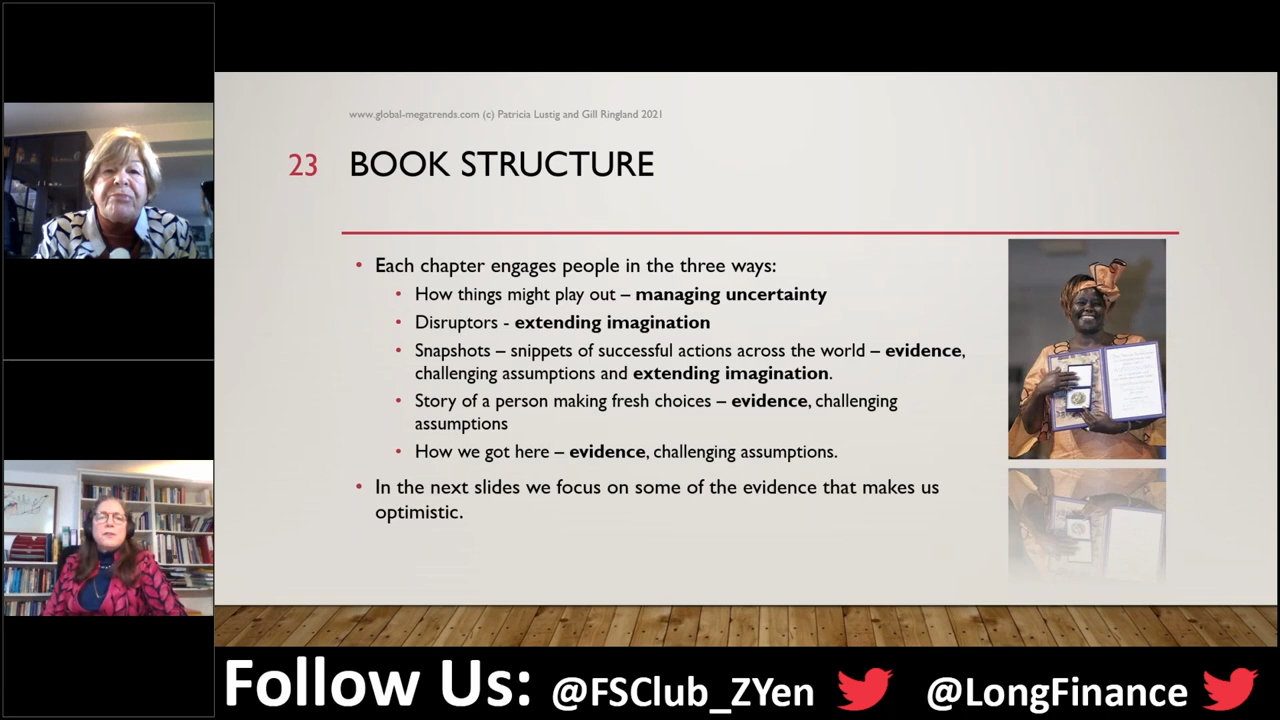 www.global-megatrends.com (c) Patricia Lustig and Gill Ringland 2021
23 BOOK STRUCTURE
• Each chapter engages people in the three ways:
• How things might play out – managing uncertainty
• Disruptors - extending imagination
• Snapshots – snippets of successful actions across the world – evidence,
challenging assumptions and extending imagination.
• Story of a person making fresh choices – evidence, challenging
assumptions
• How we got here – evidence, challenging assumptions.
• In the next slides we focus on some of the evidence that makes us
optimistic.
Follow Us: @FSClub_ZYen @LongFinance